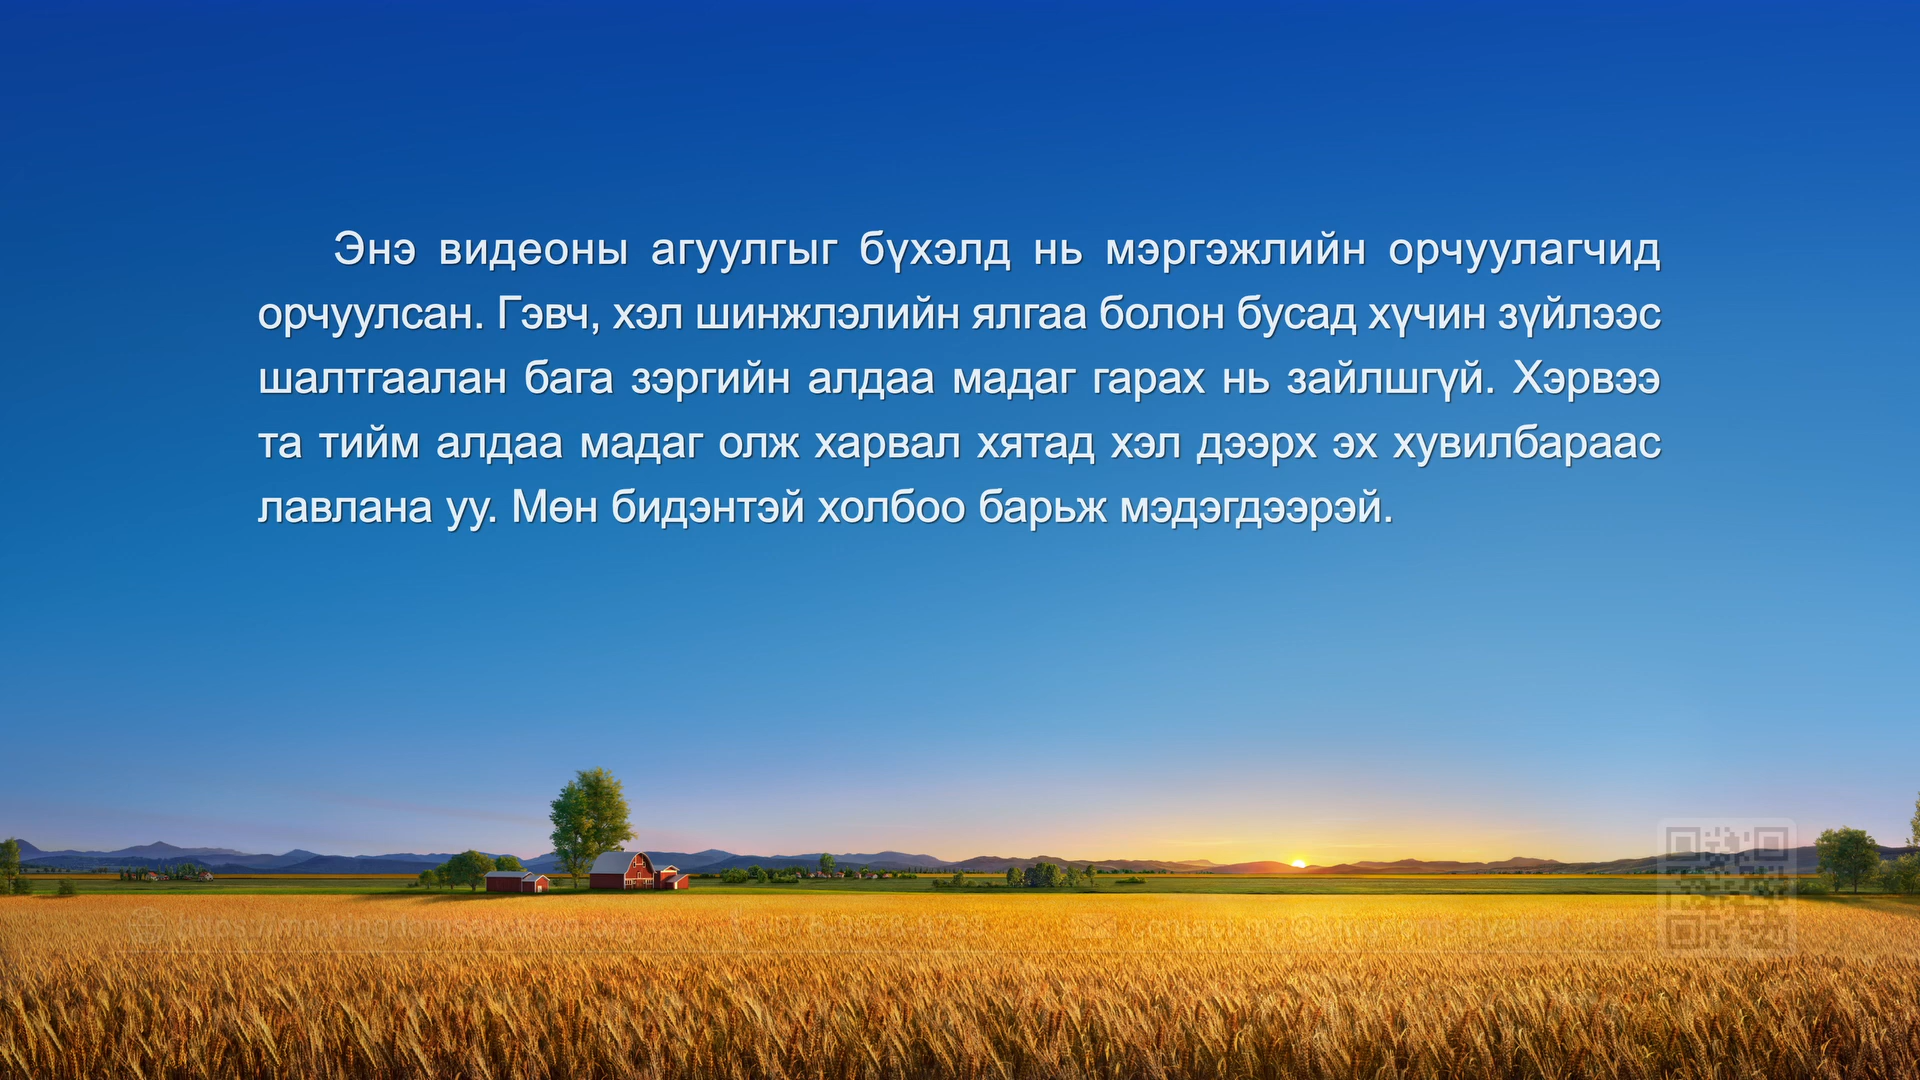 Энэ видеоны агуулгыг бүхэлд нь мэргэжлийн орчуулагчид
орчуулсан. Гэвч, хэл шинжлэлийн ялгаа болон бусад хүчин зүйлээс
шалтгаалан бага зэргийн алдаа мадаг гарах нь зайлшгүй. Хэрвээ
та тийм алдаа мадаг олж харвал хятад хэл дээрх эх хувилбараас
лавлана уу. Мөн бидэнтэй холбоо барьж мэдэгдээрэй.